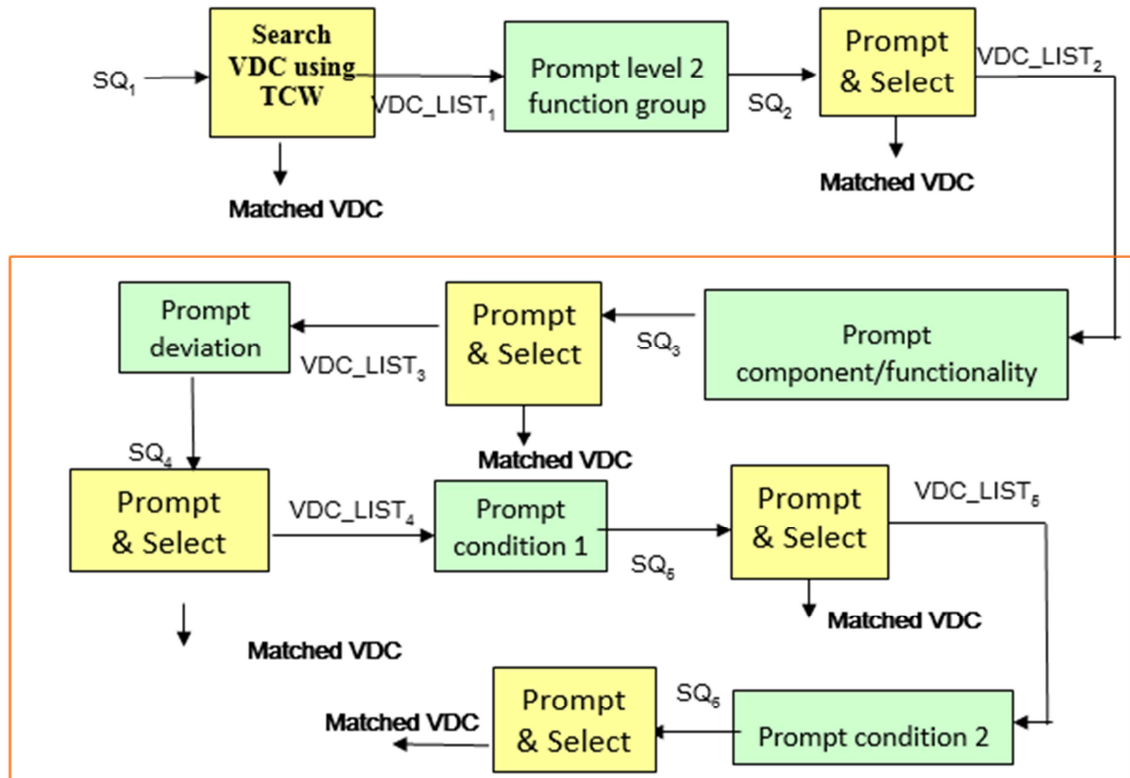 SQ₁
Search
VDC using
TCW
VDC_LIST₁
Prompt level 2
function group
SQ₂
Prompt
& Select
VDC_LIST₂
Matched VDC
Matched VDC
Prompt
component/functionality
SQ₃
Prompt
& Select
VDC_LIST₃
Prompt
deviation
Matched VDC
SQ₄
Prompt
& Select
VDC_LIST₄
Prompt
condition 1
SQ₅
Prompt
& Select
VDC_LIST₅
Matched VDC
Matched VDC
Prompt condition 2
SQ₆
Prompt
& Select
Matched VDC